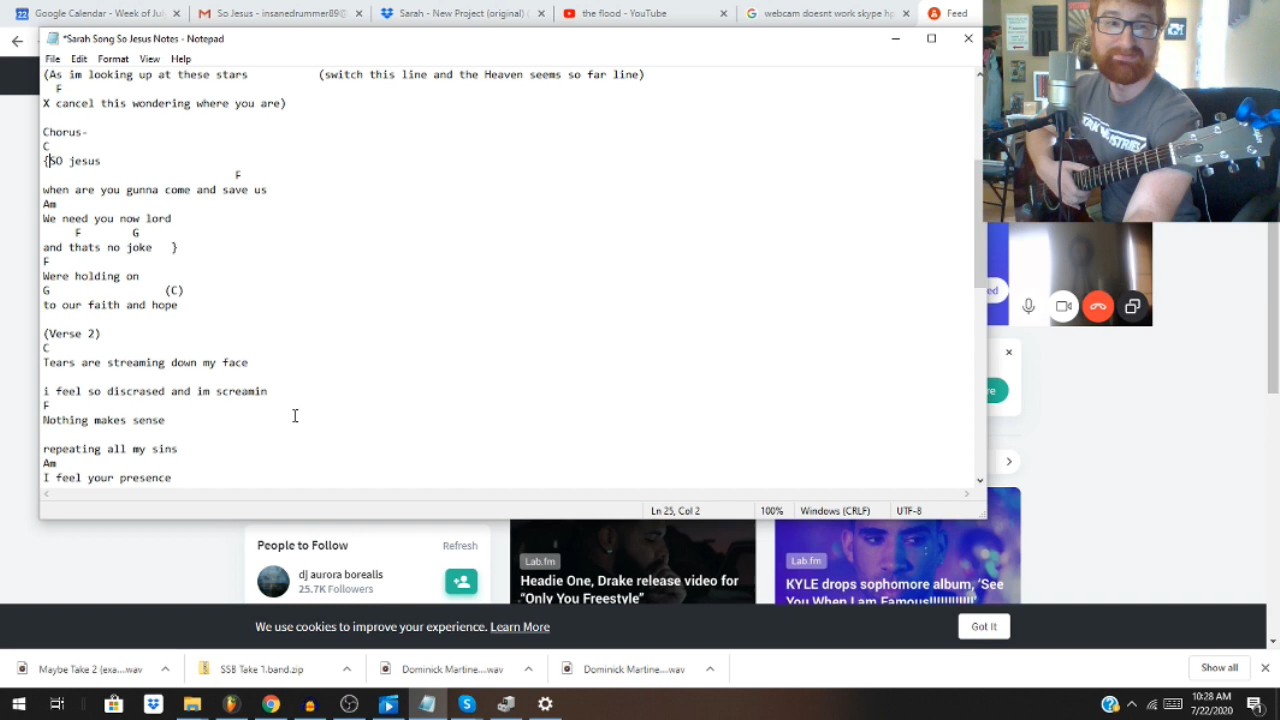 Google Calendar - Week of July
So Jesus - insanedrummer89@
Sarah - New Project (original)
the flood - YouTube
webcam doesnt work skype hp
Feed
*Sarah Song So Jesus Notes - Notepad
File Edit Format View Help
(As im looking up at these stars (switch this line and the Heaven seems so far line)
F
X cancel this wondering where you are)
Chorus-
C
{SO jesus
F
when are you gunna come and save us
Am
We need you now lord
F G
and thats no joke }
F
Were holding on
G (C)
to our faith and hope
(Verse 2)
C
Tears are streaming down my face
i feel so discrased and im screamin
F
Nothing makes sense
repeating all my sins
Am
I feel your presence
Ln 25, Col 2 100% Windows (CRLF) UTF-8
People to Follow Refresh
dj aurora borealis
25.7K Followers
Lab.fm
Headie One, Drake release video for
"Only You Freestyle"
Lab.fm
KYLE drops sophomore album, 'See
You When I am Famous!!!!!!!!!!!!'
We use cookies to improve your experience. Learn More
Got It
Maybe Take 2 (exa....wav
SSB Take 1.band.zip
Dominick Martine....wav
Dominick Martine....wav
Show all
10:28 AM
7/22/2020